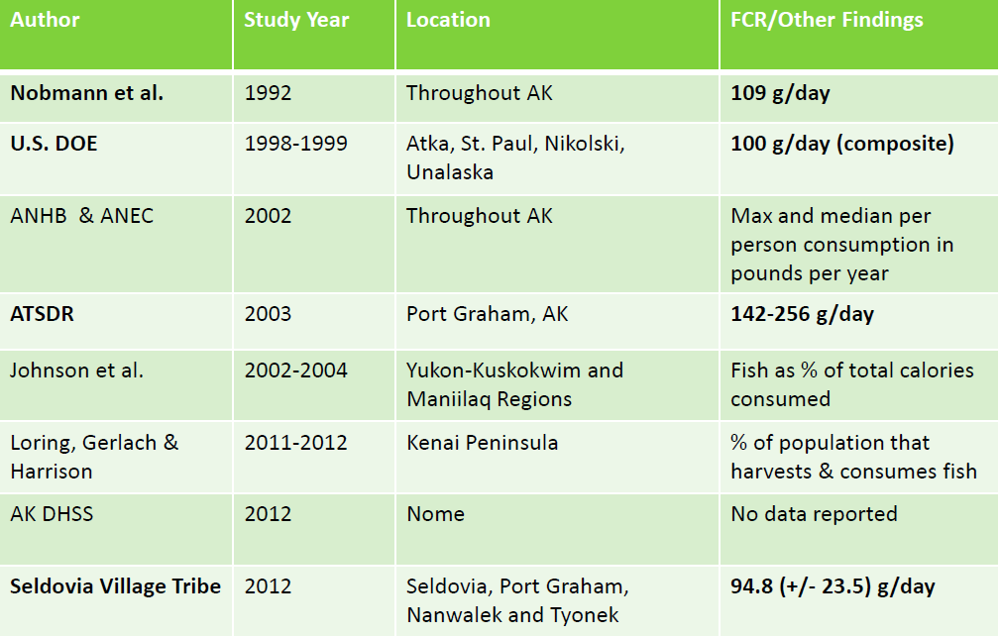 Author Study Year Location FCR/Other Findings
Nobmann et al. 1992 Throughout AK 109 g/day
U.S. DOE 1998-1999 Atka, St. Paul, Nikolski, 100 g/day (composite)
Unalaska
ANHB & ANEC 2002 Throughout AK Max and median per
person consumption in
pounds per year
ATSDR 2003 Port Graham, AK 142-256 g/day
Johnson et al. 2002-2004 Yukon-Kuskokwim and Fish as % of total calories
Maniilaq Regions consumed
Loring, Gerlach & 2011-2012 Kenai Peninsula % of population that
Harrison harvests & consumes fish
AK DHSS 2012 Nome No data reported
Seldovia Village Tribe 2012 Seldovia, Port Graham, 94.8 (+/- 23.5) g/day
Nanwalek and Tyonek